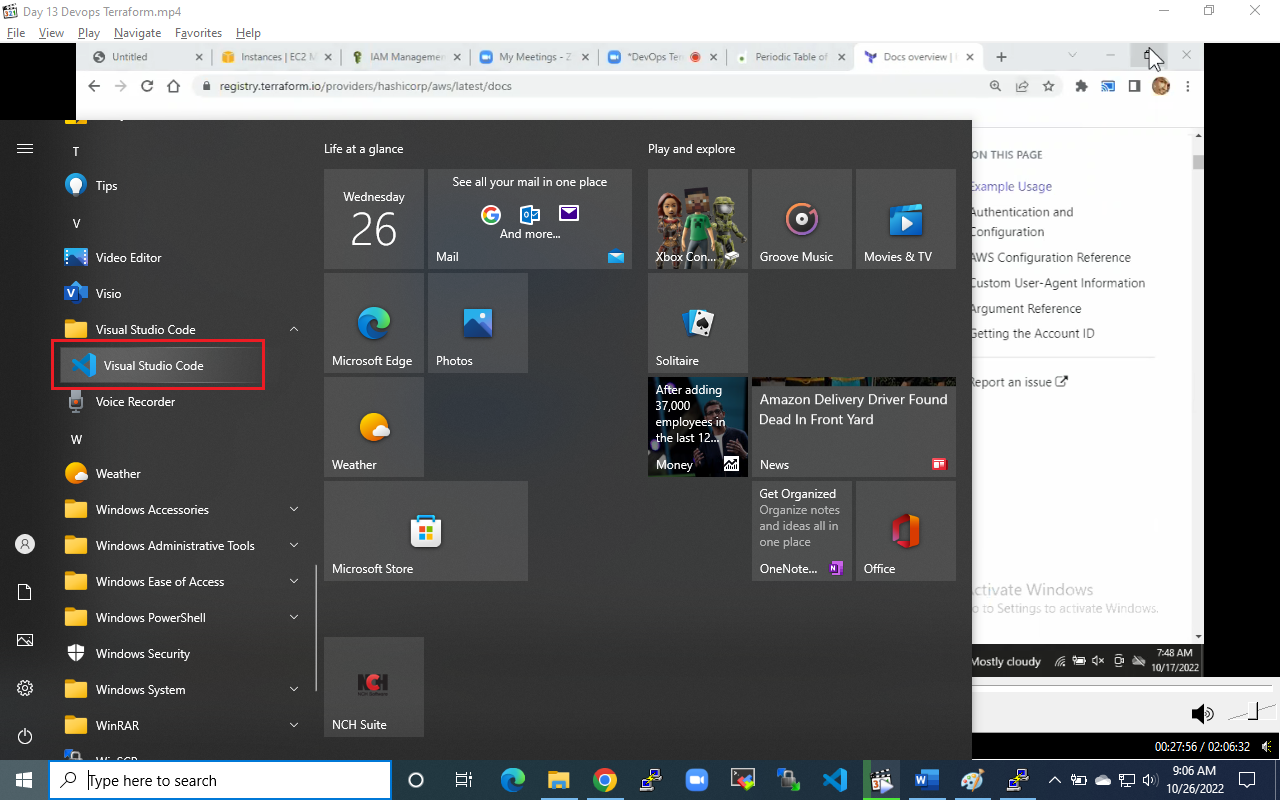 Day 13 Devops Terraform.mp4
File View Play Navigate Favorites Help
Untitled
Instances | EC2 M
IAM Management
My Meetings - Z
*DevOps Ter
Periodic Table of
Docs overview |
registry.terraform.io/providers/hashicorp/aws/latest/docs
T
Tips
V
Video Editor
Visio
Visual Studio Code
Visual Studio Code
Voice Recorder
W
Weather
Windows Accessories
Windows Administrative Tools
Windows Ease of Access
Windows PowerShell
Windows Security
Windows System
WinRAR
WinSCP
Life at a glance
Wednesday
26
See all your mail in one place
And more...
Mail
Microsoft Edge
Photos
Weather
Microsoft Store
NCH Software
NCH Suite
Play and explore
Xbox Con...
Groove Music
Movies & TV
Solitaire
After adding
37,000
employees in
the last 12...
Money
Amazon Delivery Driver Found
Dead In Front Yard
News
Get Organized
Organize notes
and ideas all in
one place
OneNote...
Office
ON THIS PAGE
Example Usage
Authentication and
Configuration
AWS Configuration Reference
Custom User-Agent Information
Argument Reference
Getting the Account ID
Report an issue
Activate Windows
Go to Settings to activate Windows.
Mostly cloudy
7:48 AM
10/17/2022
00:27:56 / 02:06:32
Type here to search
9:06 AM
10/26/2022